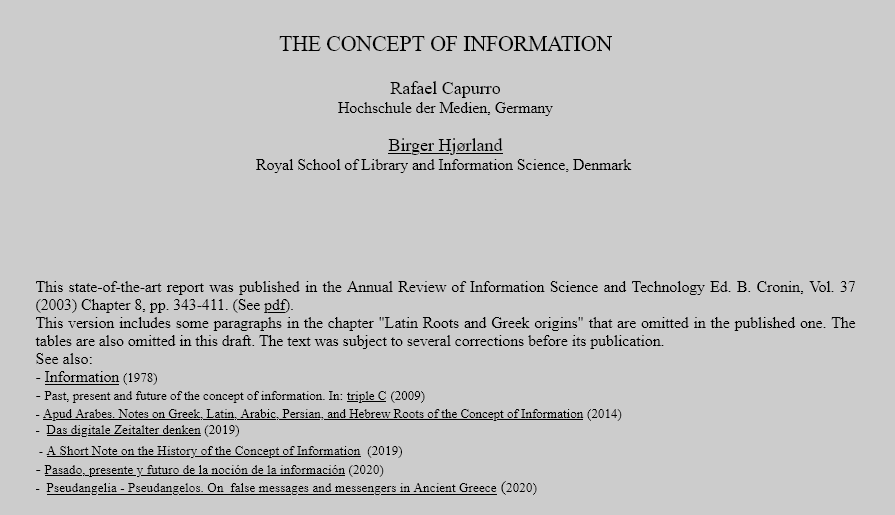 THE CONCEPT OF INFORMATION
Rafael Capurro
Hochschule der Medien, Germany
Birger Hjørland
Royal School of Library and Information Science, Denmark
This state-of-the-art report was published in the Annual Review of Information Science and Technology Ed. B. Cronin, Vol. 37
(2003) Chapter 8, pp. 343-411. (See pdf).
This version includes some paragraphs in the chapter "Latin Roots and Greek origins" that are omitted in the published one. The
tables are also omitted in this draft. The text was subject to several corrections before its publication.
See also:
- Information (1978)
- Past, present and future of the concept of information. In: triple C (2009)
- Apud Arabes. Notes on Greek, Latin, Arabic, Persian, and Hebrew Roots of the Concept of Information (2014)
- Das digitale Zeitalter denken (2019)
- A Short Note on the History of the Concept of Information (2019)
- Pasado, presente y futuro de la noción de la información (2020)
- Pseudangelia - Pseudangelos. On false messages and messengers in Ancient Greece (2020)